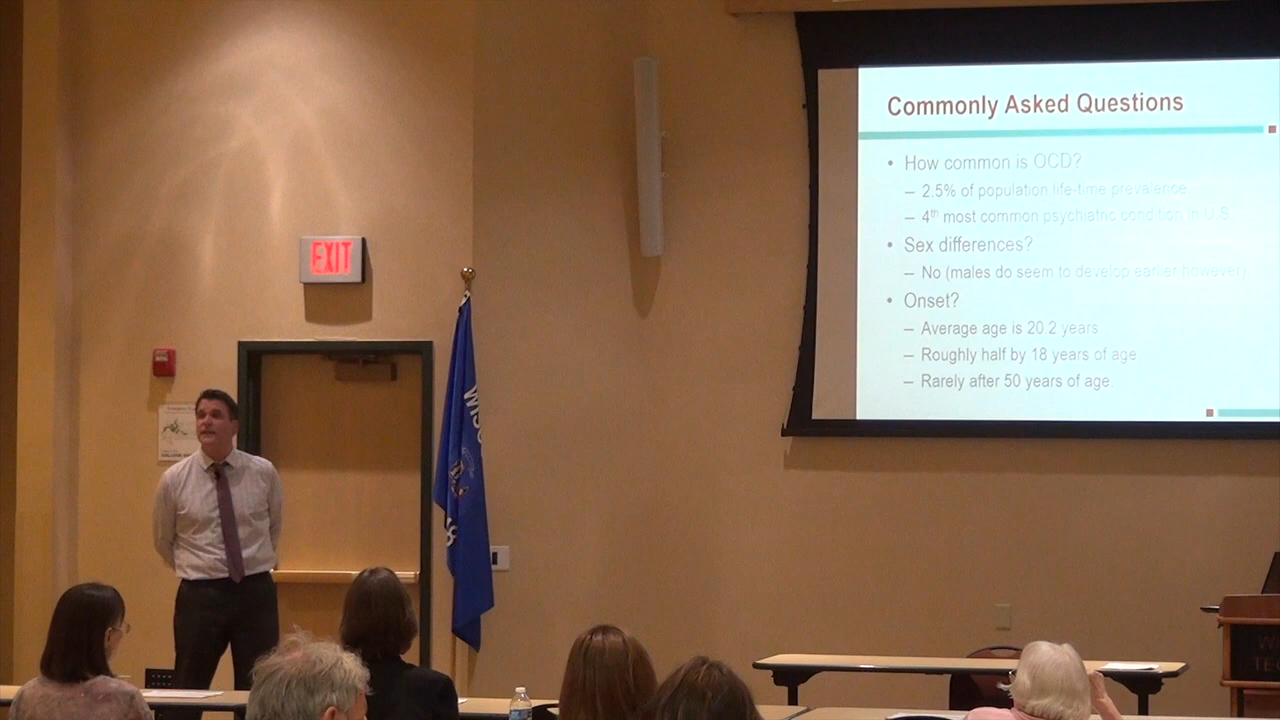 Commonly Asked Questions
• How common is OCD?
– 2.5% of population life-time prevalence
– 4th most common psychiatric condition in U.S.
• Sex differences?
– No (males do seem to develop earlier however)
• Onset?
– Average age is 20.2 years
– Roughly half by 18 years of age
– Rarely after 50 years of age.
EXIT
WISC